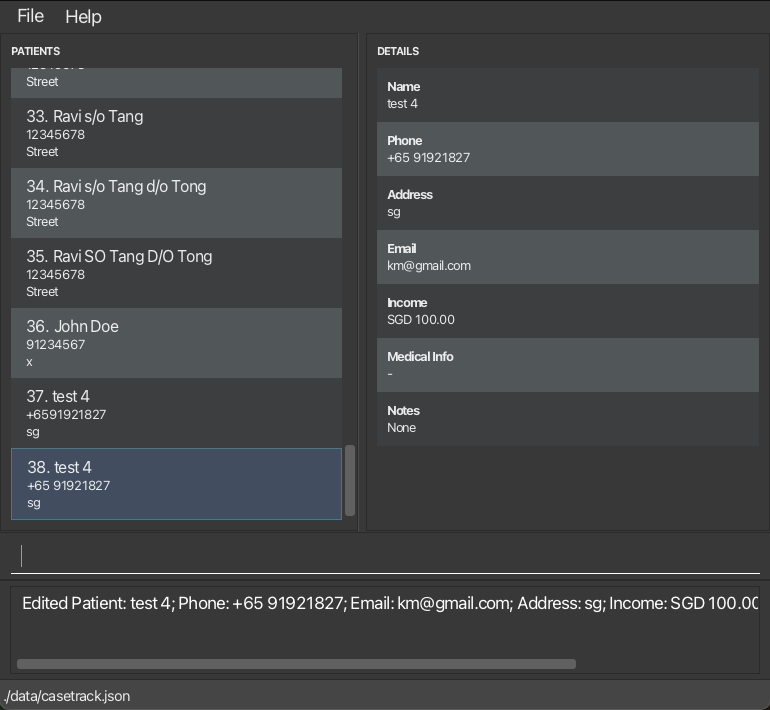 File Help
PATIENTS
Street
33. Ravi s/o Tang
12345678
Street
34. Ravi s/o Tang d/o Tong
12345678
Street
35. Ravi SO Tang D/O Tong
12345678
Street
36. John Doe
91234567
x
37. test 4
+6591921827
sg
38. test 4
+65 91921827
sg
DETAILS
Name
test 4
Phone
+65 91921827
Address
sg
Email
km@gmail.com
Income
SGD 100.00
Medical Info
-
Notes
None
Edited Patient: test 4; Phone: +65 91921827; Email: km@gmail.com; Address: sg; Income: SGD 100.00
./data/casetrack.json